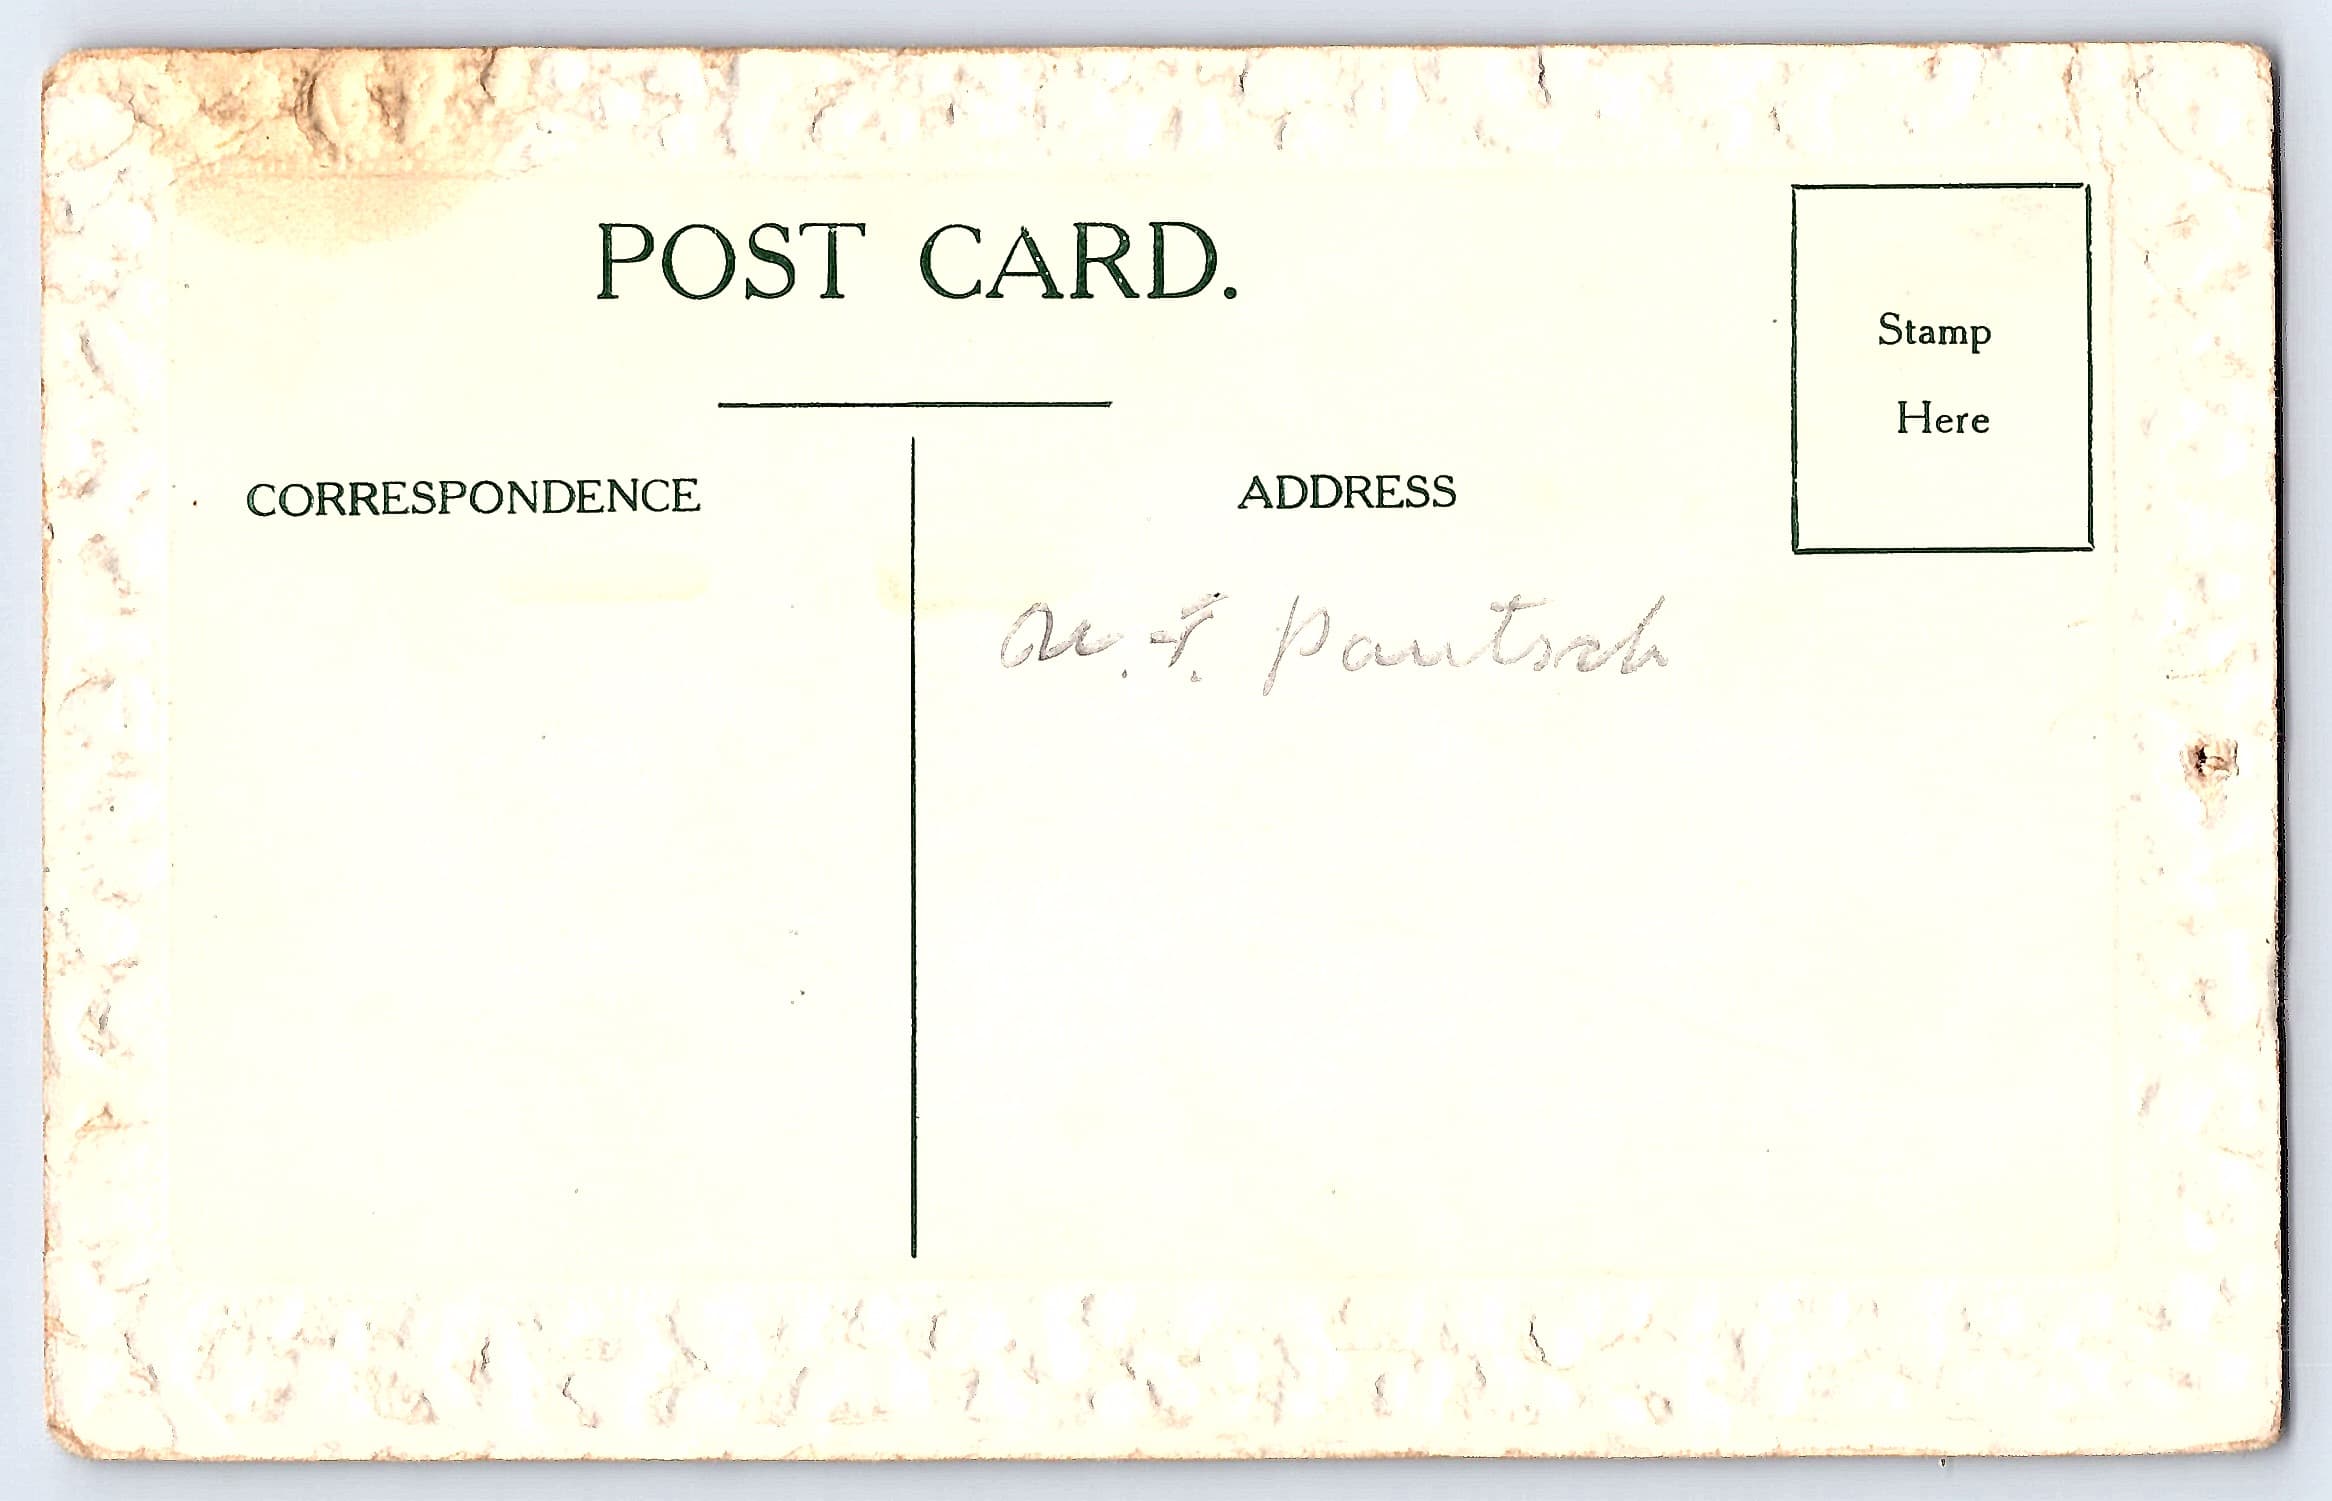 POST CARD.
Stamp
Here
CORRESPONDENCE
ADDRESS
F. Pautsch